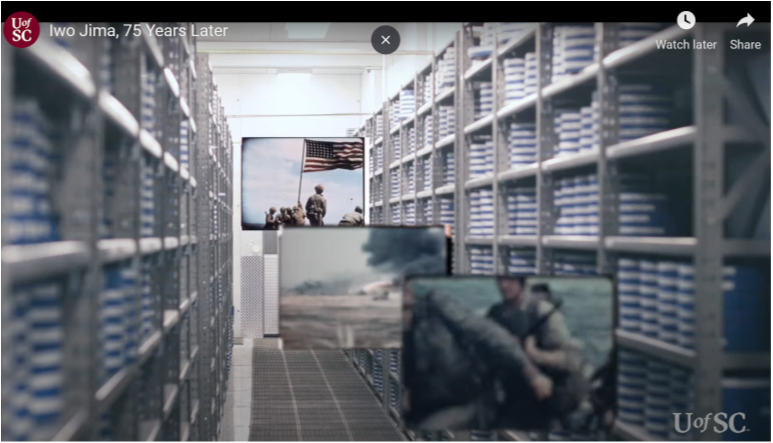 UofSC
Iwo Jima, 75 Years Later
Watch later
Share
UofSC